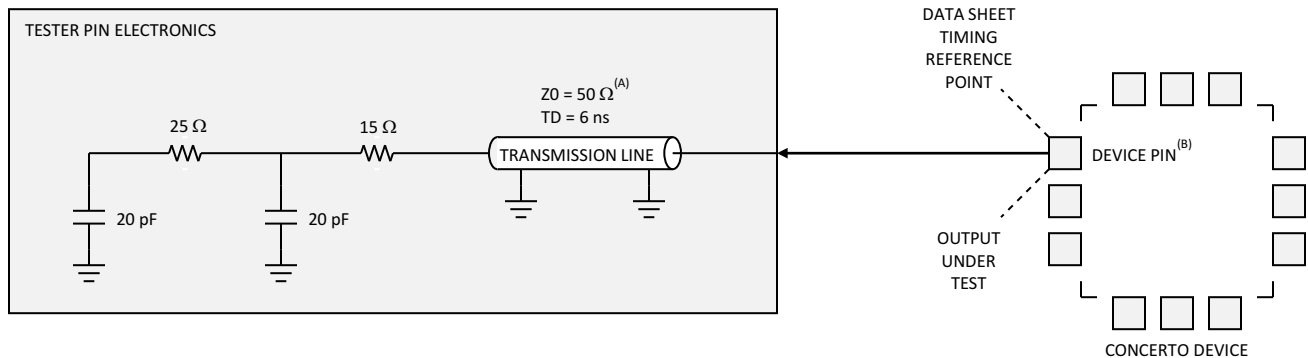 TESTER PIN ELECTRONICS
25 Ω
15 Ω
Z0 = 50 Ω(A)
TD = 6 ns
TRANSMISSION LINE
20 pF
20 pF
DATA SHEET
TIMING
REFERENCE
POINT
DEVICE PIN(B)
OUTPUT
UNDER
TEST
CONCERTO DEVICE